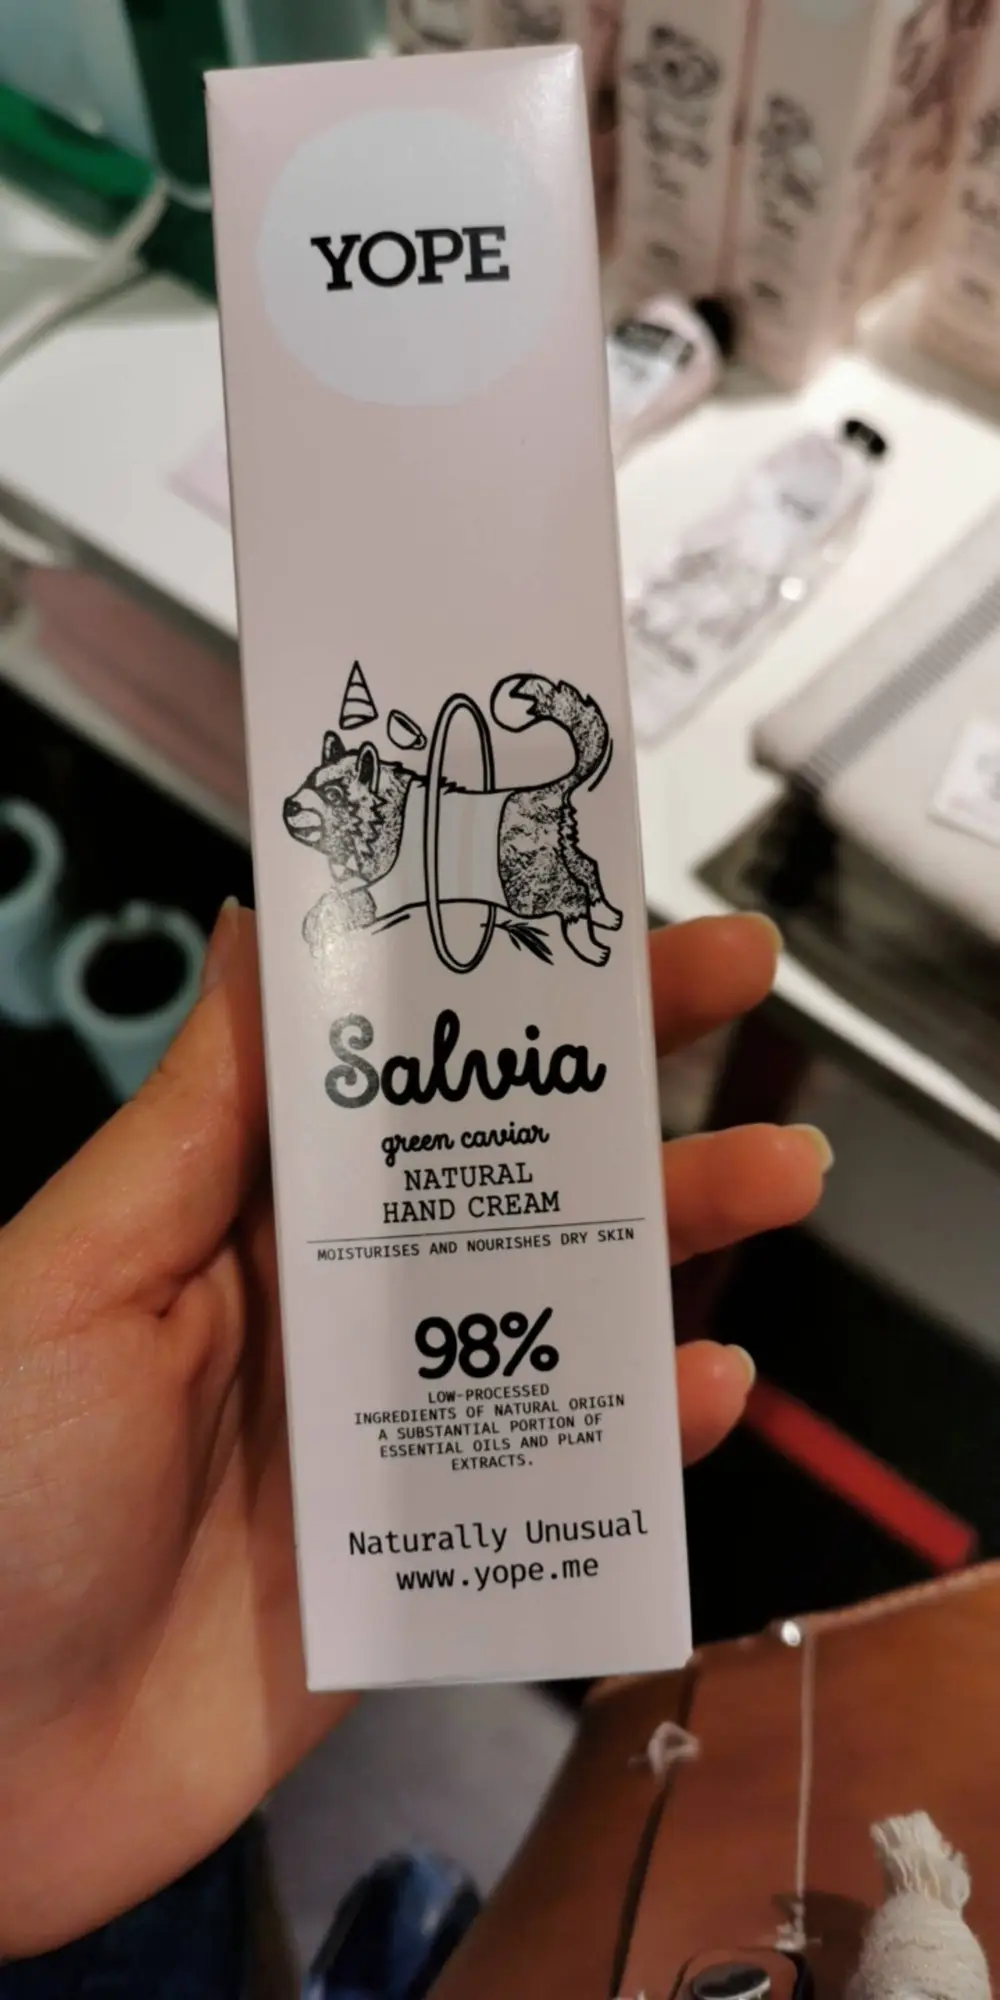 YOPE
Salvia
green caviar
NATURAL
HAND CREAM
MOISTURISES AND NOURISHES DRY SKIN
98%
LOW-PROCESSED
INGREDIENTS OF NATURAL ORIGIN
A SUBSTANTIAL PORTION OF
ESSENTIAL OILS AND PLANT
EXTRACTS.
Naturally Unusual
www.yope.me